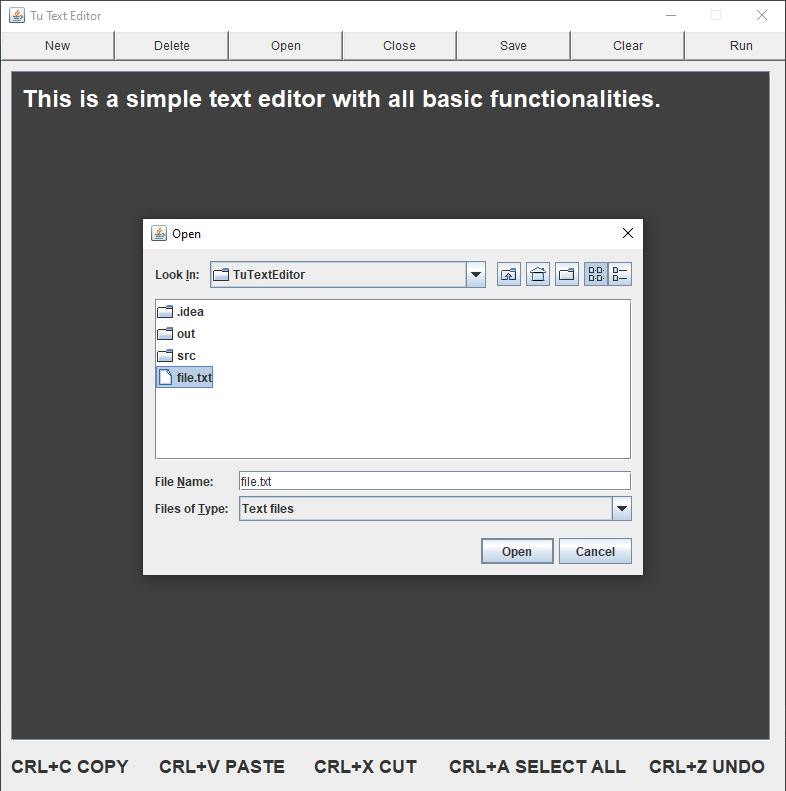 Tu Text Editor
New Delete Open Close Save Clear Run
This is a simple text editor with all basic functionalities.
Open
Look In: TuTextEditor
.idea
out
src
file.txt
File Name: file.txt
Files of Type: Text files
Open Cancel
CRL+C COPY CRL+V PASTE CRL+X CUT CRL+A SELECT ALL CRL+Z UNDO